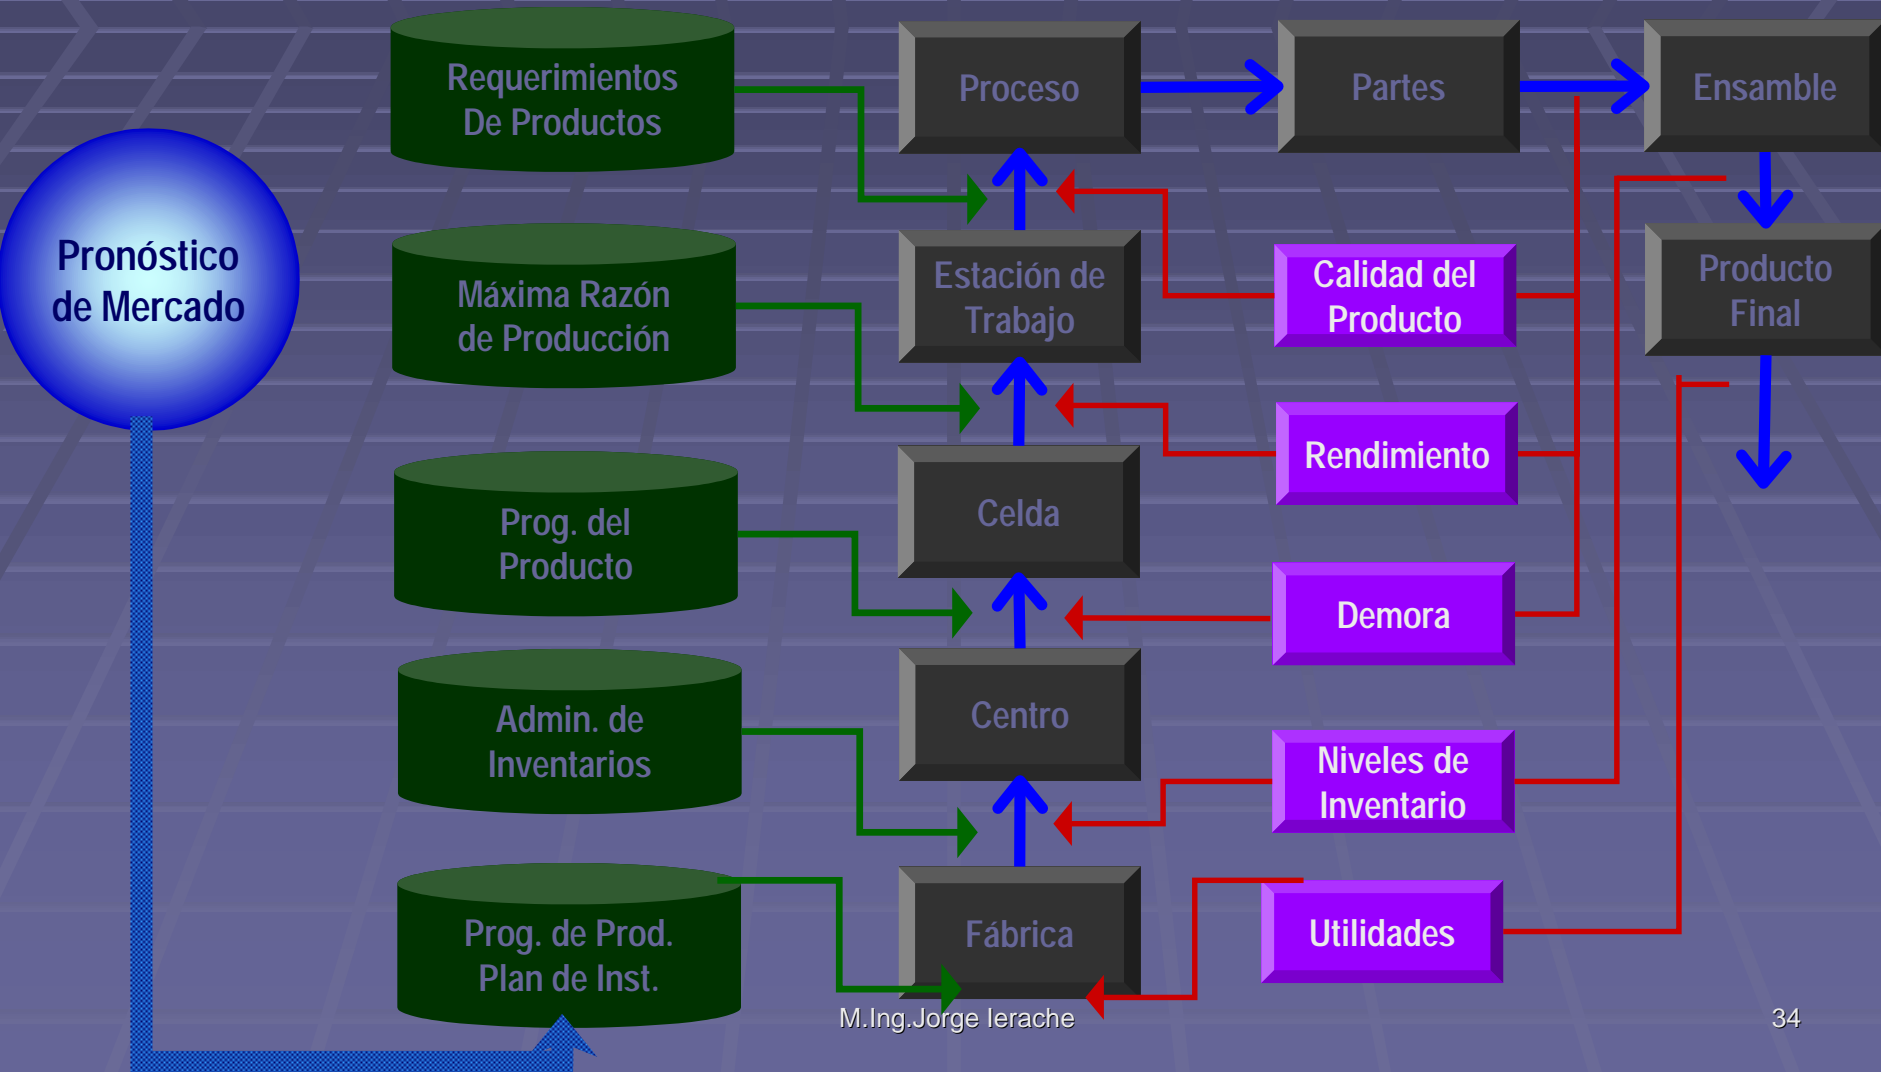 Pronóstico
de Mercado
Requerimientos
De Productos
Máxima Razón
de Producción
Prog. del
Producto
Admin. de
Inventarios
Prog. de Prod.
Plan de Inst.
Proceso
Estación de
Trabajo
Celda
Centro
Fábrica
Partes
Calidad del
Producto
Rendimiento
Demora
Niveles de
Inventario
Utilidades
Ensamble
Producto
Final
M.Ing.Jorge Ierache
34